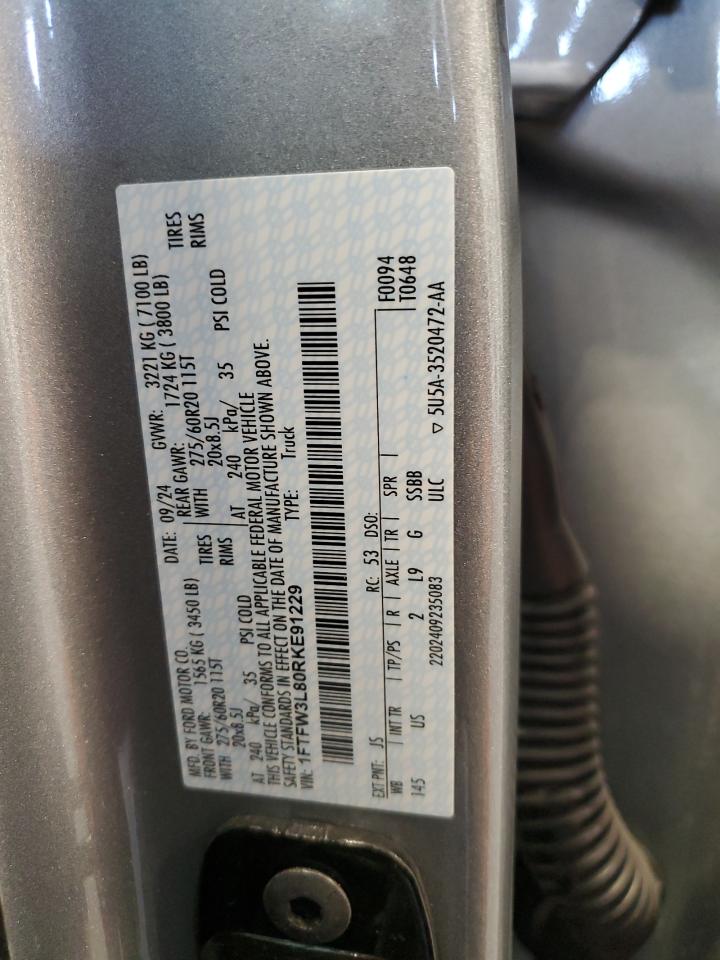 MFD. BY FORD MOTOR CO. DATE: 09/24 GVWR: 3221 KG ( 7100 LB)
FRONT GAWR: 1565 KG ( 3450 LB) REAR GAWR: 1724 KG ( 3800 LB)
WITH 275/60R20 115T TIRES WITH 275/60R20 115T TIRES
20x8.5J RIMS 20x8.5J RIMS
AT 240 kPa/ 35 PSI COLD AT 240 kPa/ 35 PSI COLD
THIS VEHICLE CONFORMS TO ALL APPLICABLE FEDERAL MOTOR VEHICLE
SAFETY STANDARDS IN EFFECT ON THE DATE OF MANUFACTURE SHOWN ABOVE.
VIN: 1FTFW3L80RKE91229 TYPE: Truck
EXT PNT: JS RC: 53 DSO: F0094
WB INT TR TP/PS R AXLE TR SPR T0648
145 US 2 L9 G SSBB
2202409235083 ULC ▽ 5U5A-3520472-AA